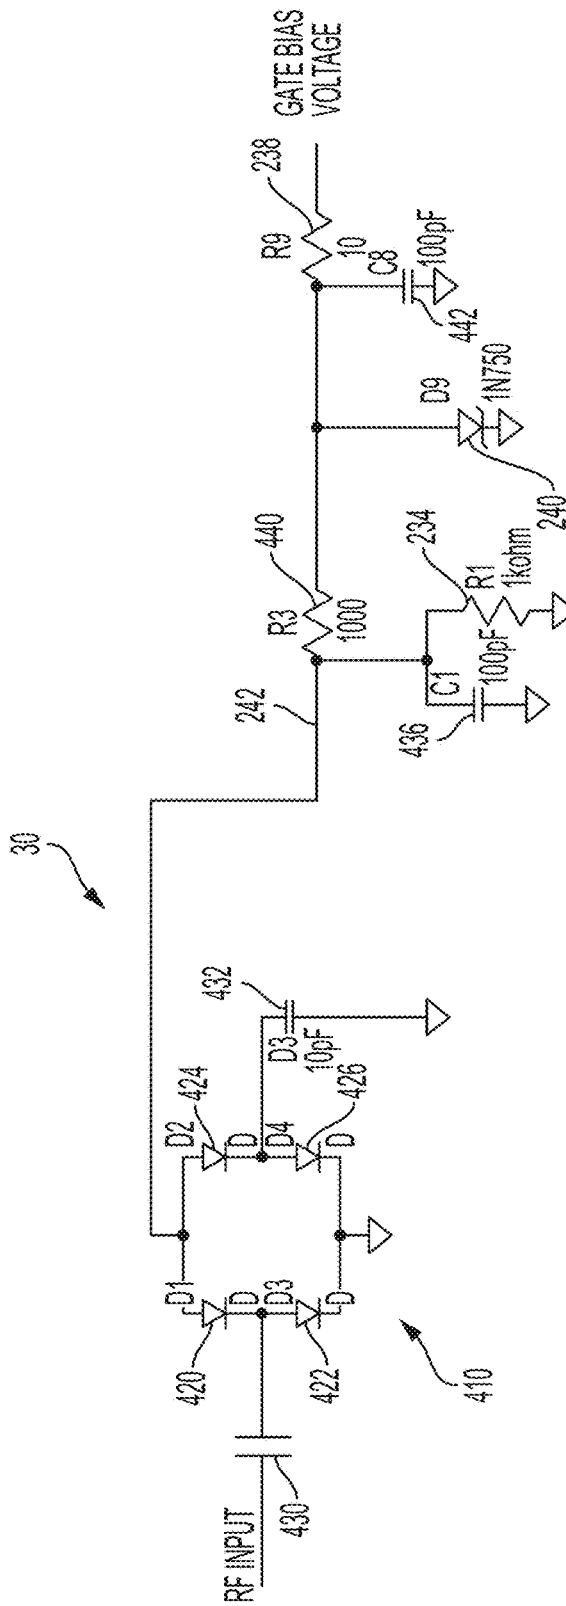 30
RF INPUT
430
420
D1
D
D3
422
D
410
D2
424
D
D4
426
D
D3
10pF
432
242
R3
440
1000
436
C1
100pF
234
R1
1kohm
D9
1N750
240
R9
238
10
C8
100pF
442
GATE BIAS
VOLTAGE